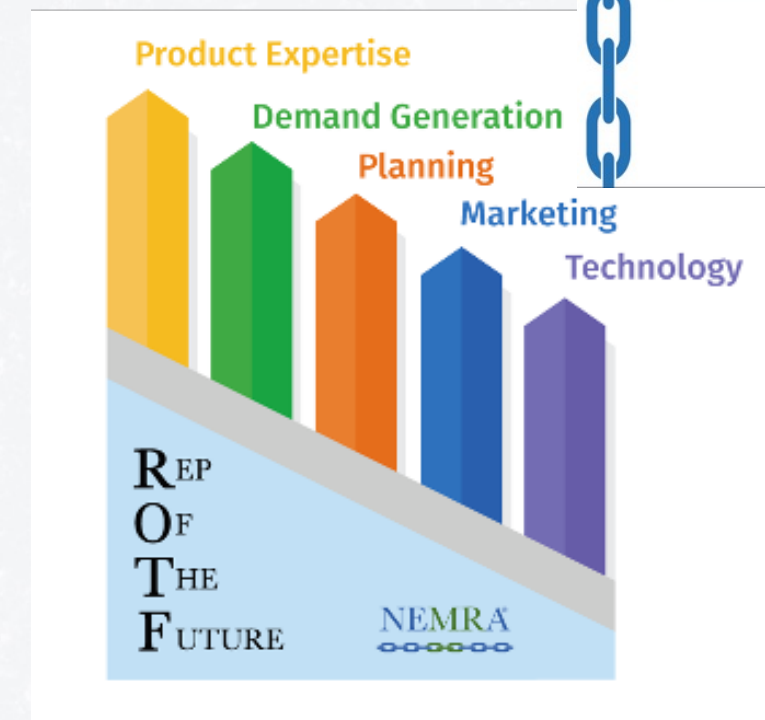 Product Expertise
Demand Generation
Planning
Marketing
Technology
REP
OF
THE
FUTURE
NEMRA